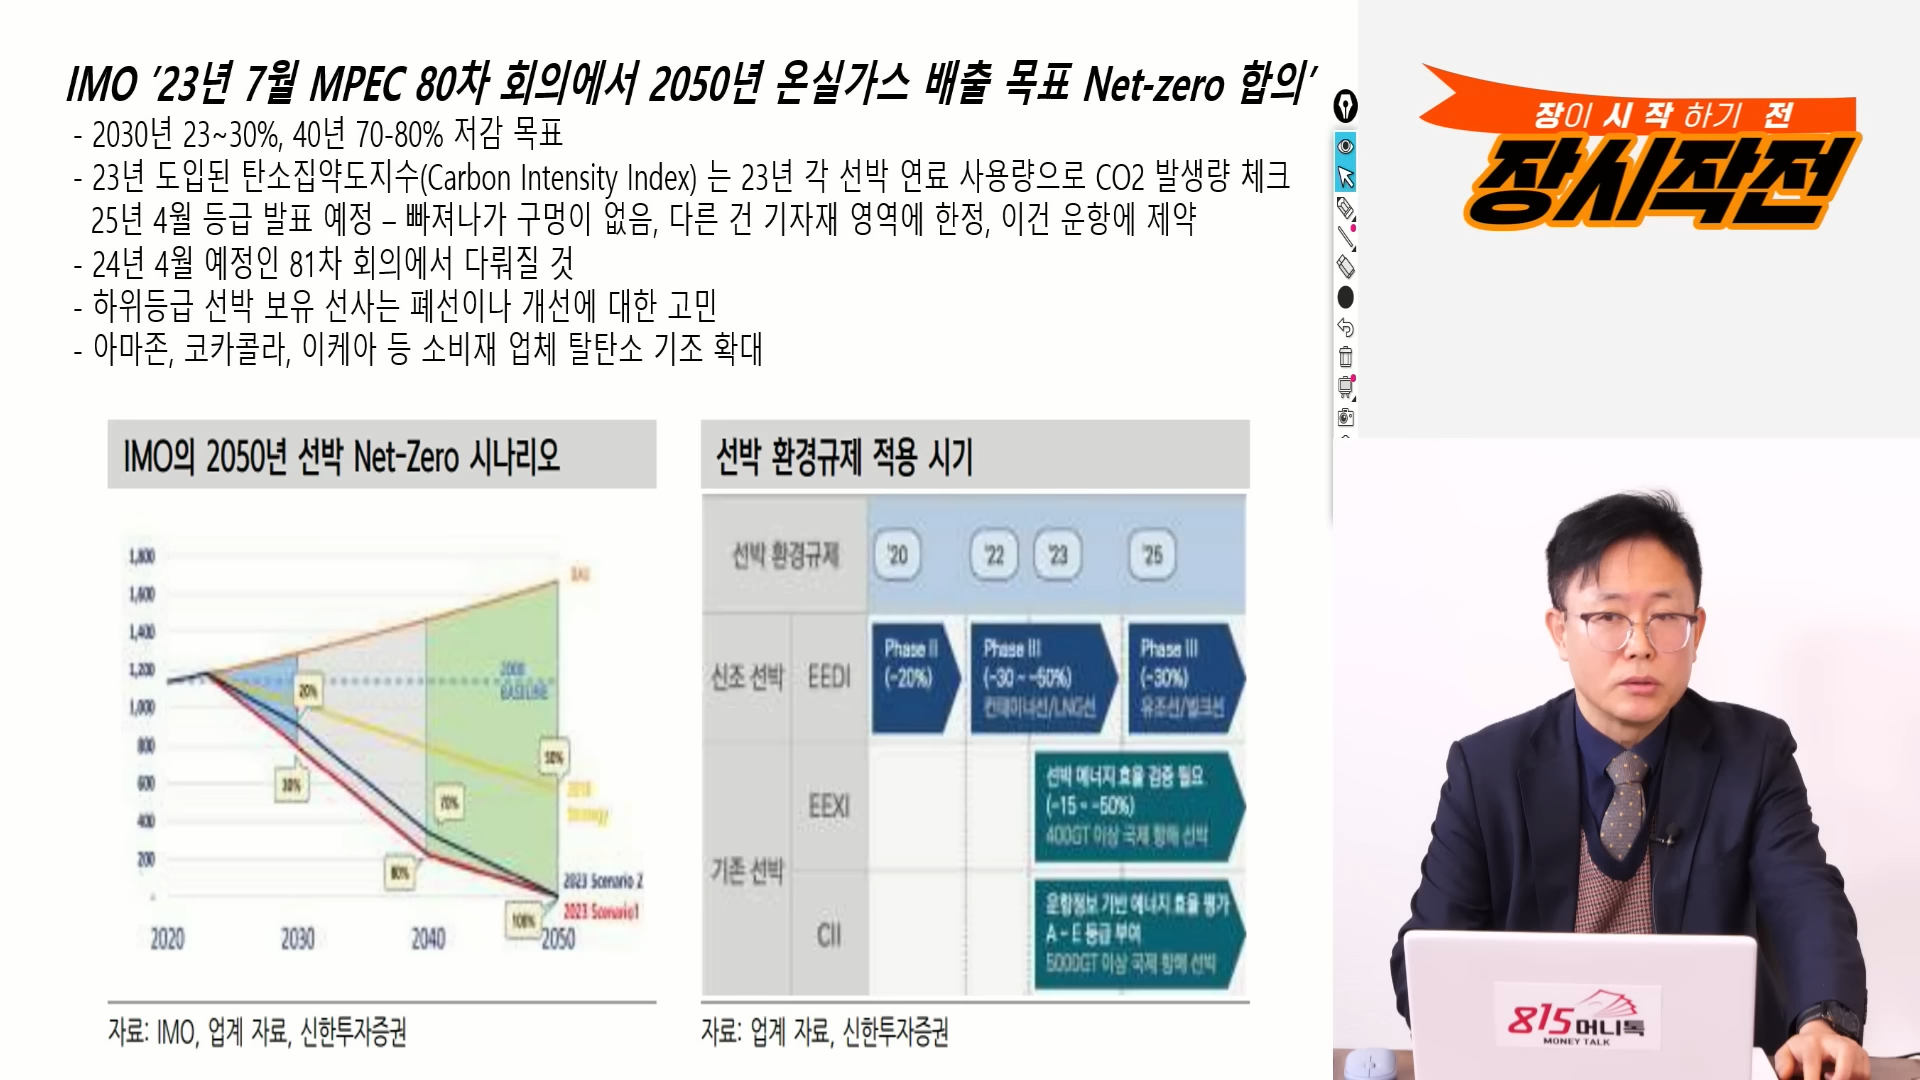 IMO '23년 7월 MPEC 80차 회의에서 2050년 온실가스 배출 목표 Net-zero 합의'
- 2030년 23~30%, 40년 70-80% 저감 목표
- 23년 도입된 탄소집약도지수(Carbon Intensity Index) 는 23년 각 선박 연료 사용량으로 CO2 발생량 체크
25년 4월 등급 발표 예정 – 빠져나가 구멍이 없음, 다른 건 기자재 영역에 한정, 이건 운항에 제약
- 24년 4월 예정인 81차 회의에서 다뤄질 것
- 하위등급 선박 보유 선사는 폐선이나 개선에 대한 고민
- 아마존, 코카콜라, 이케아 등 소비재 업체 탈탄소 기조 확대
장이 시작하기 전
장시작전
IMO의 2050년 선박 Net-Zero 시나리오
1,800
1,600
1,400
1,200
1,000
800
600
400
200
-
BAU
2008
BASELINE
20%
30%
50%
70%
80%
100%
2018
Strategy
2023 Scenario 2
2023 Scenario1
2020 2030 2040 2050
자료: IMO, 업계 자료, 신한투자증권
선박 환경규제 적용 시기
선박 환경규제 '20 '22 '23 '25
신조 선박 EEDI
Phase II
(-20%)
Phase III
(-30 ~ -50%)
컨테이너선/LNG선
Phase III
(-30%)
유조선/벌크선
기존 선박
EEXI
선박 에너지 효율 검증 필요
(-15 ~ -50%)
400GT 이상 국제 항해 선박
CII
운항정보 기반 에너지 효율 평가
A ~ E 등급 부여
5000GT 이상 국제 항해 선박
자료: 업계 자료, 신한투자증권
815머니톡
MONEY TALK